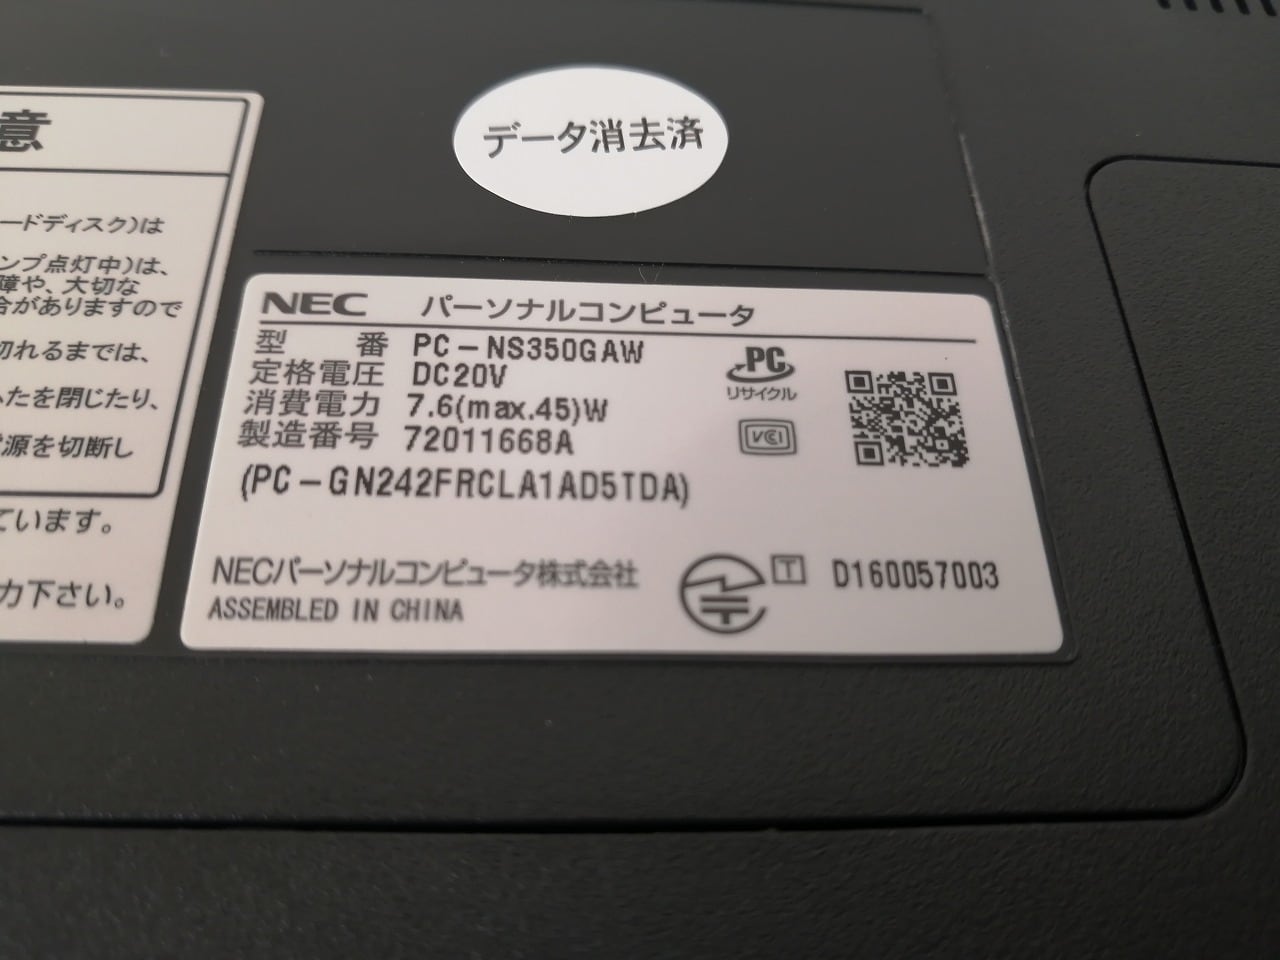 データ消去済
意
ードディスク)は
ンプ点灯中)は、
障や、大切な
合がありますので
切れるまでは、
ふたを閉じたり、
源を切断し
ています。
力下さい。
NEC パーソナルコンピュータ
型番 PC-NS350GAW
定格電圧 DC20V
消費電力 7.6(max.45)W
製造番号 72011668A
(PC-GN242FRCLA1AD5TDA)
PC
リサイクル
VCCI
NECパーソナルコンピュータ株式会社
ASSEMBLED IN CHINA
T D160057003